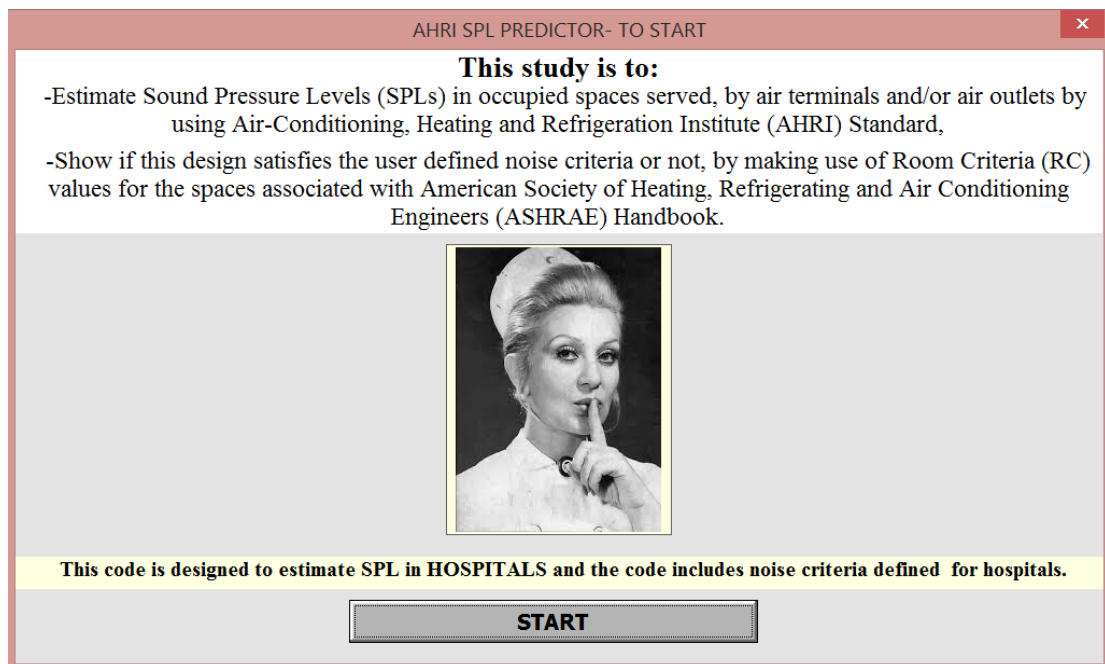 AHRI SPL PREDICTOR- TO START
This study is to:
-Estimate Sound Pressure Levels (SPLs) in occupied spaces served, by air terminals and/or air outlets by
using Air-Conditioning, Heating and Refrigeration Institute (AHRI) Standard,
-Show if this design satisfies the user defined noise criteria or not, by making use of Room Criteria (RC)
values for the spaces associated with American Society of Heating, Refrigerating and Air Conditioning
Engineers (ASHRAE) Handbook.
This code is designed to estimate SPL in HOSPITALS and the code includes noise criteria defined  for hospitals.
START